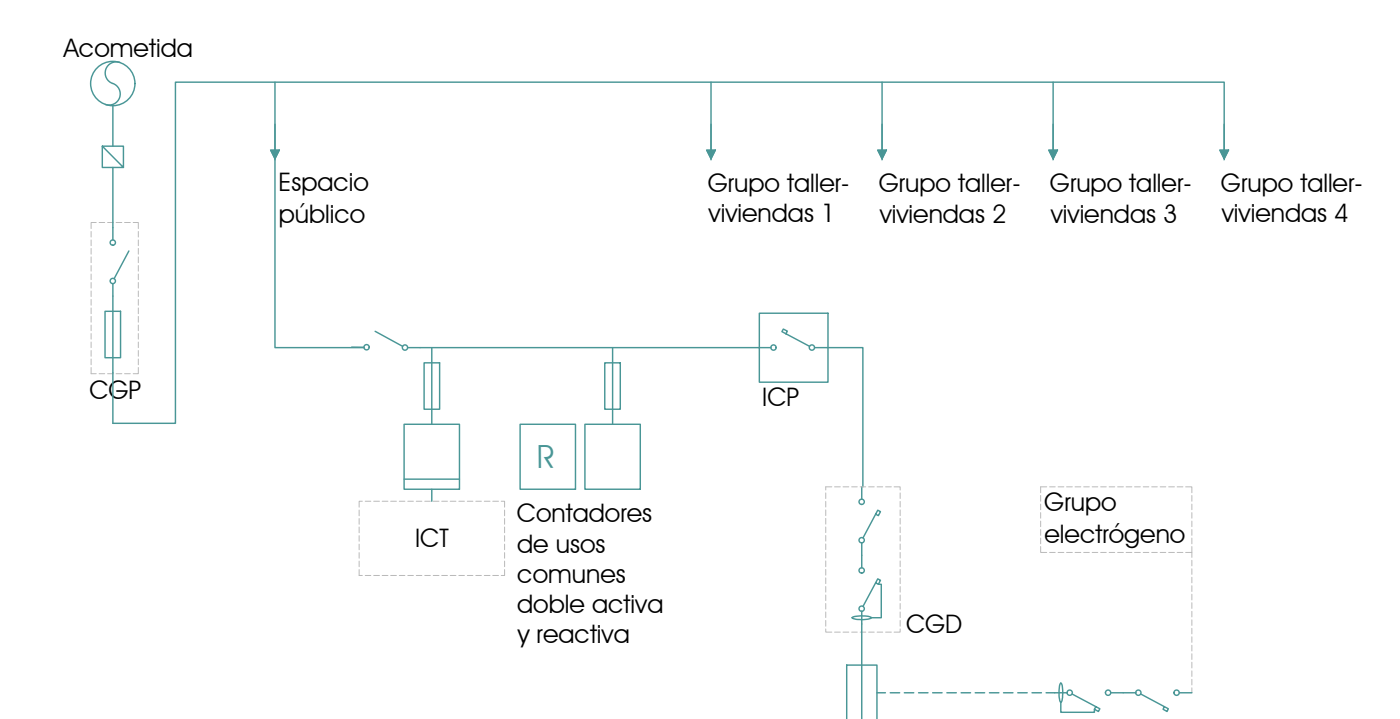 Acometida
Espacio
público
Grupo taller-
viviendas 1
Grupo taller-
viviendas 2
Grupo taller-
viviendas 3
Grupo taller-
viviendas 4
CGP
ICP
R
ICT
Contadores
de usos
comunes
doble activa
y reactiva
Grupo
electrógeno
CGD